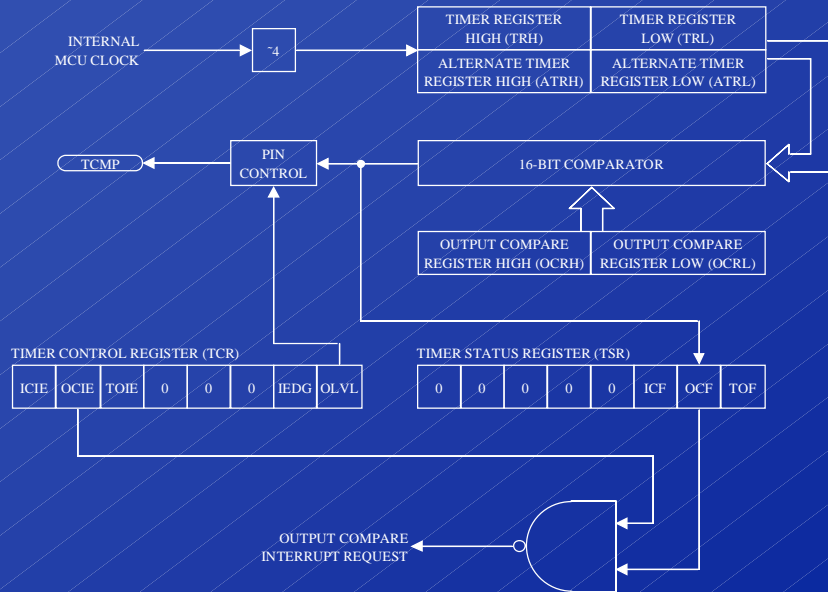 INTERNAL
MCU CLOCK
˜4
TIMER REGISTER
HIGH (TRH)
TIMER REGISTER
LOW (TRL)
ALTERNATE TIMER
REGISTER HIGH (ATRH)
ALTERNATE TIMER
REGISTER LOW (ATRL)
TCMP
PIN
CONTROL
16-BIT COMPARATOR
OUTPUT COMPARE
REGISTER HIGH (OCRH)
OUTPUT COMPARE
REGISTER LOW (OCRL)
TIMER CONTROL REGISTER (TCR)
ICIE OCIE TOIE 0 0 0 IEDG OLVL
TIMER STATUS REGISTER (TSR)
0 0 0 0 0 ICF OCF TOF
OUTPUT COMPARE
INTERRUPT REQUEST